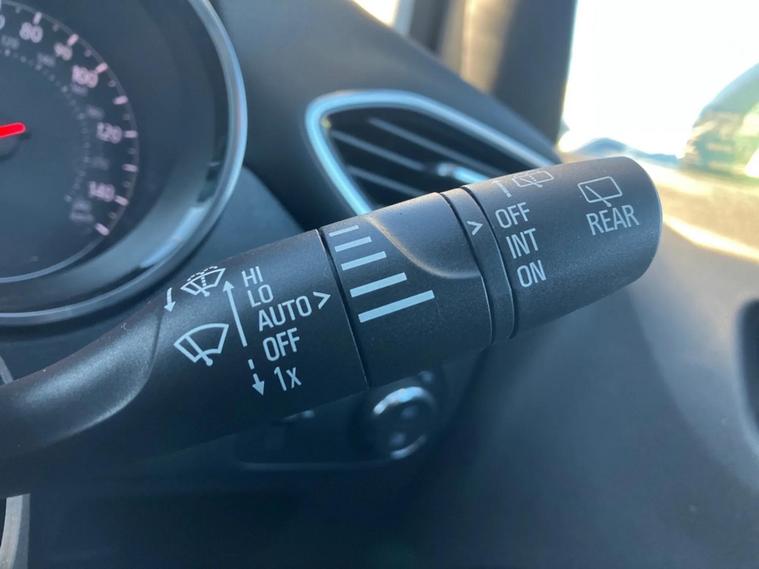 80
100
120
140
HI
LO
AUTO >
OFF
1x
>
OFF
INT
ON
REAR